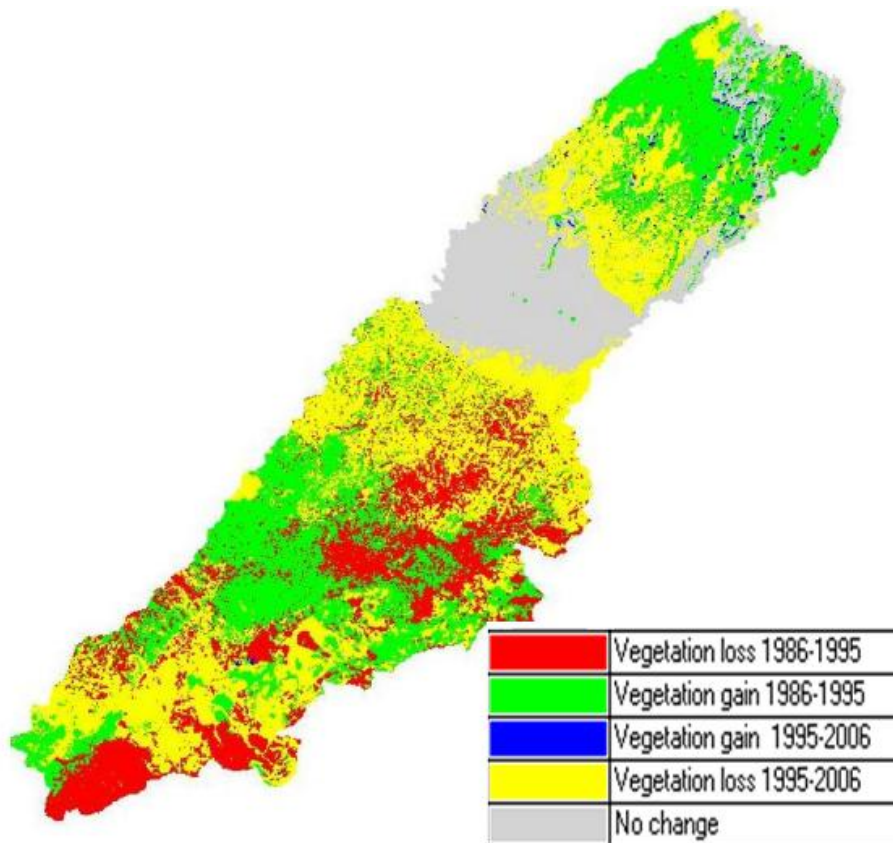 Vegetation loss 1986-1995
Vegetation gain 1986-1995
Vegetation gain  1995-2006
Vegetation loss 1995-2006
No change